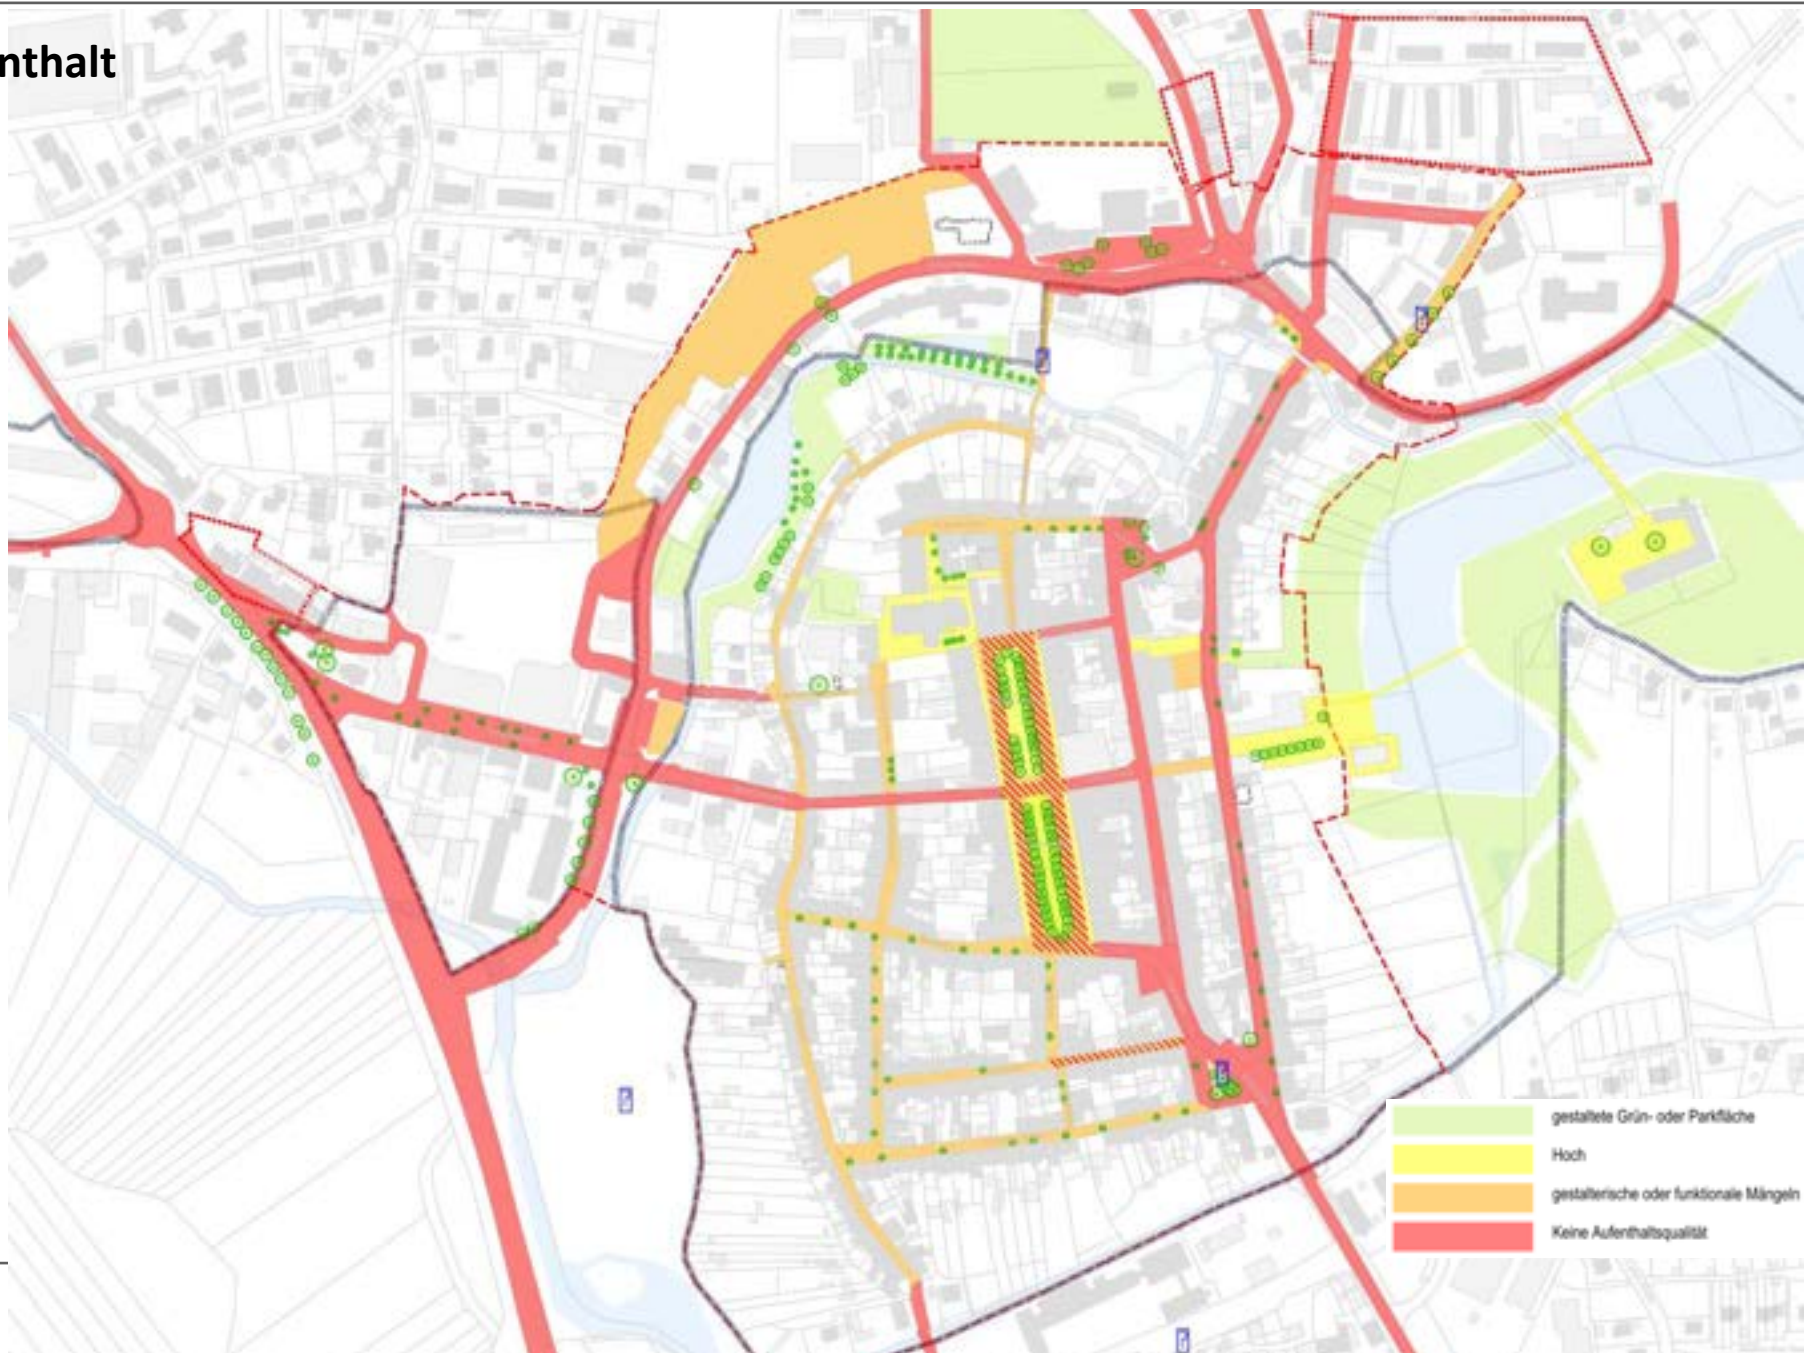 nthalt
gestaltete Grün- oder Parkfläche
Hoch
gestalterische oder funktionale Mängeln
Keine Aufenthaltsqualität